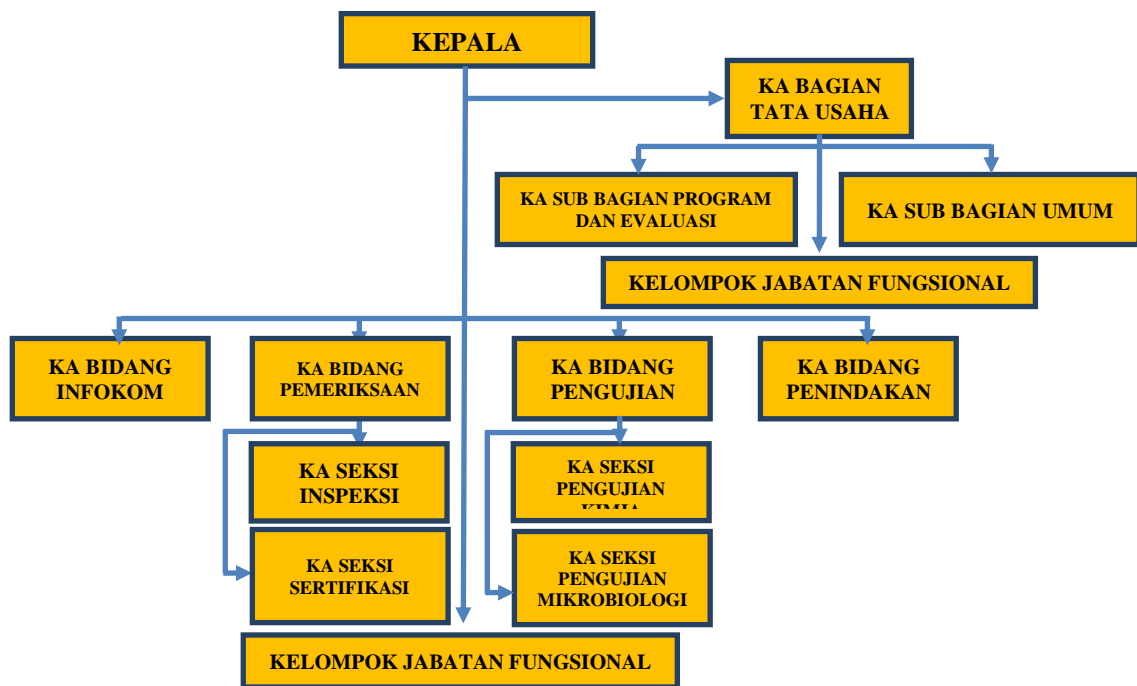 KEPALA
KA BAGIAN
TATA USAHA
KA SUB BAGIAN PROGRAM
DAN EVALUASI
KA SUB BAGIAN UMUM
KELOMPOK JABATAN FUNGSIONAL
KA BIDANG
INFOKOM
KA BIDANG
PEMERIKSAAN
KA BIDANG
PENGUJIAN
KA BIDANG
PENINDAKAN
KA SEKSI
INSPEKSI
KA SEKSI
PENGUJIAN
KIMIA
KA SEKSI
SERTIFIKASI
KA SEKSI
PENGUJIAN
MIKROBIOLOGI
KELOMPOK JABATAN FUNGSIONAL